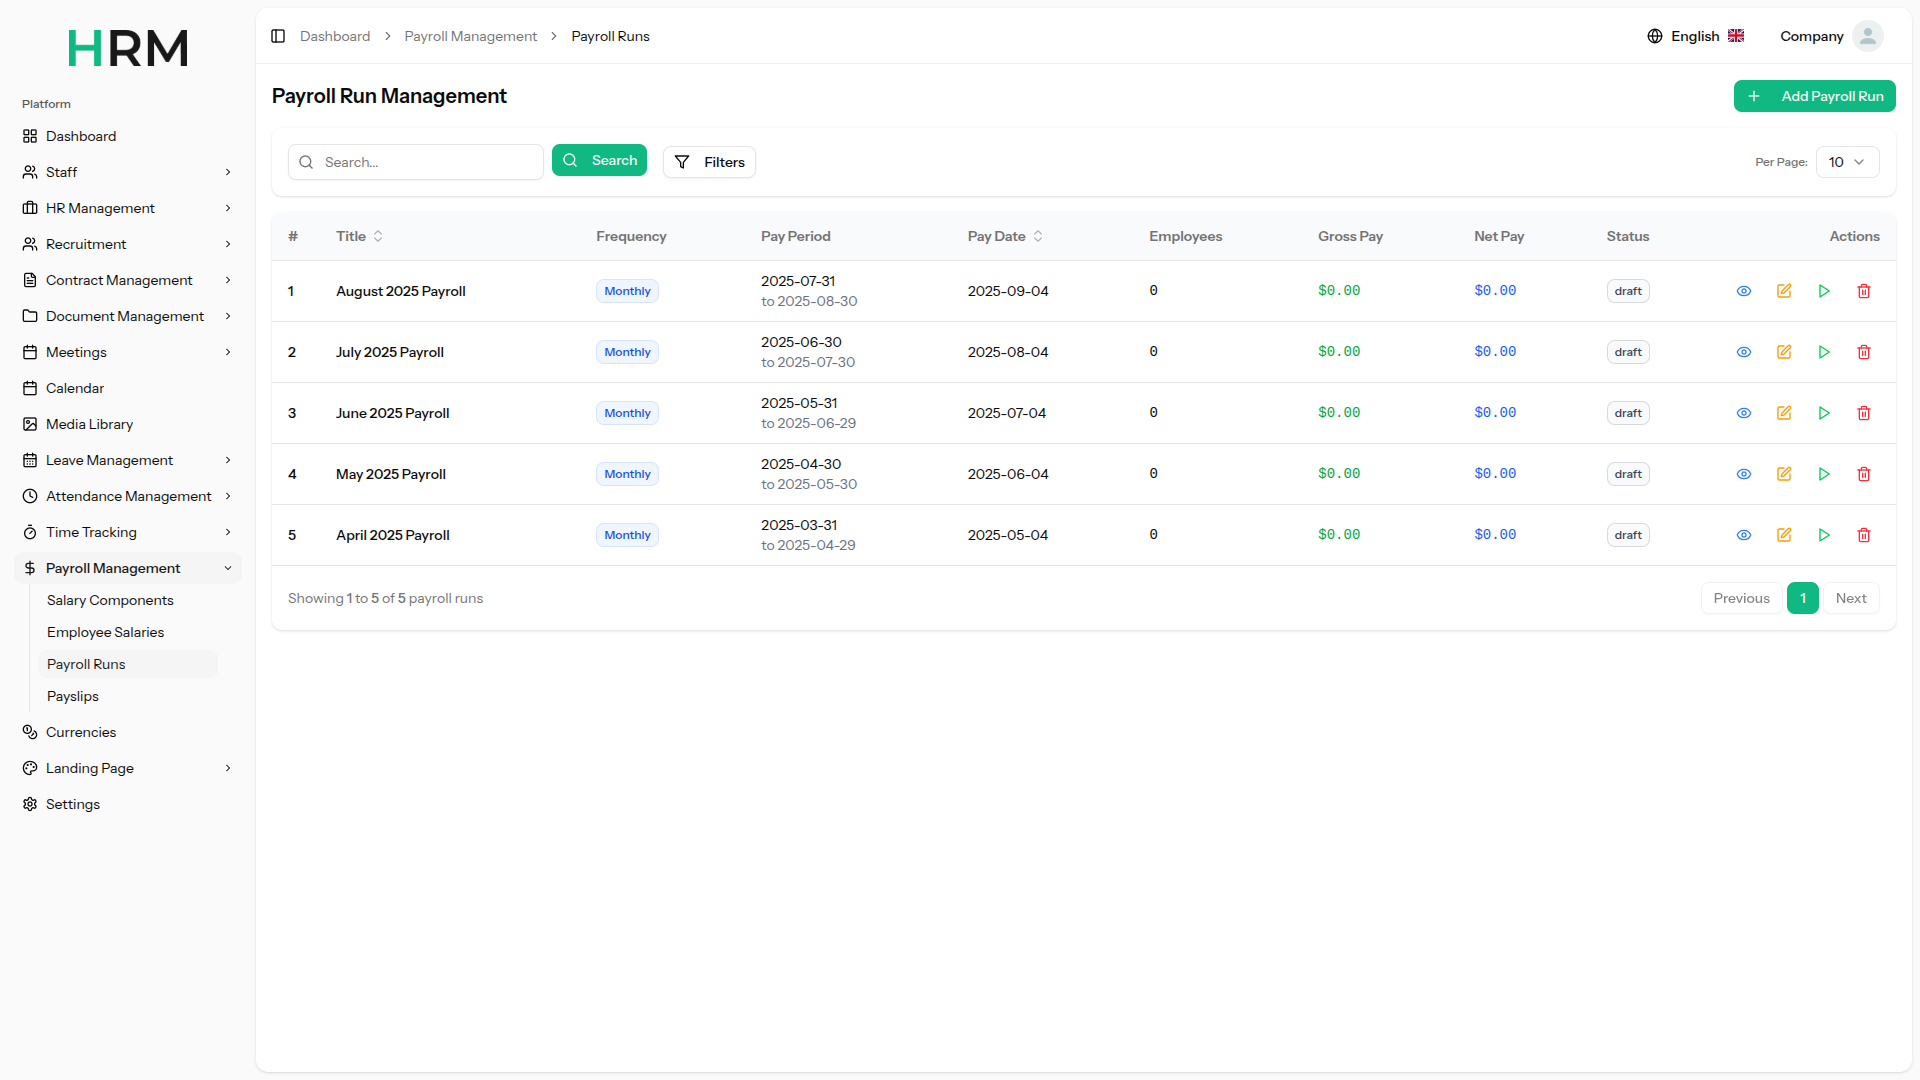 HRM
Platform
Dashboard
Staff
HR Management
Recruitment
Contract Management
Document Management
Meetings
Calendar
Media Library
Leave Management
Attendance Management
Time Tracking
Payroll Management
Salary Components
Employee Salaries
Payroll Runs
Payslips
Currencies
Landing Page
Settings
Dashboard > Payroll Management > Payroll Runs
English
Company
Payroll Run Management
Add Payroll Run
Search...
Search
Filters
Per Page: 10
# Title Frequency Pay Period Pay Date Employees Gross Pay Net Pay Status Actions
1 August 2025 Payroll Monthly 2025-07-31 to 2025-08-30 2025-09-04 0 $0.00 $0.00 draft
2 July 2025 Payroll Monthly 2025-06-30 to 2025-07-30 2025-08-04 0 $0.00 $0.00 draft
3 June 2025 Payroll Monthly 2025-05-31 to 2025-06-29 2025-07-04 0 $0.00 $0.00 draft
4 May 2025 Payroll Monthly 2025-04-30 to 2025-05-30 2025-06-04 0 $0.00 $0.00 draft
5 April 2025 Payroll Monthly 2025-03-31 to 2025-04-29 2025-05-04 0 $0.00 $0.00 draft
Showing 1 to 5 of 5 payroll runs
Previous 1 Next